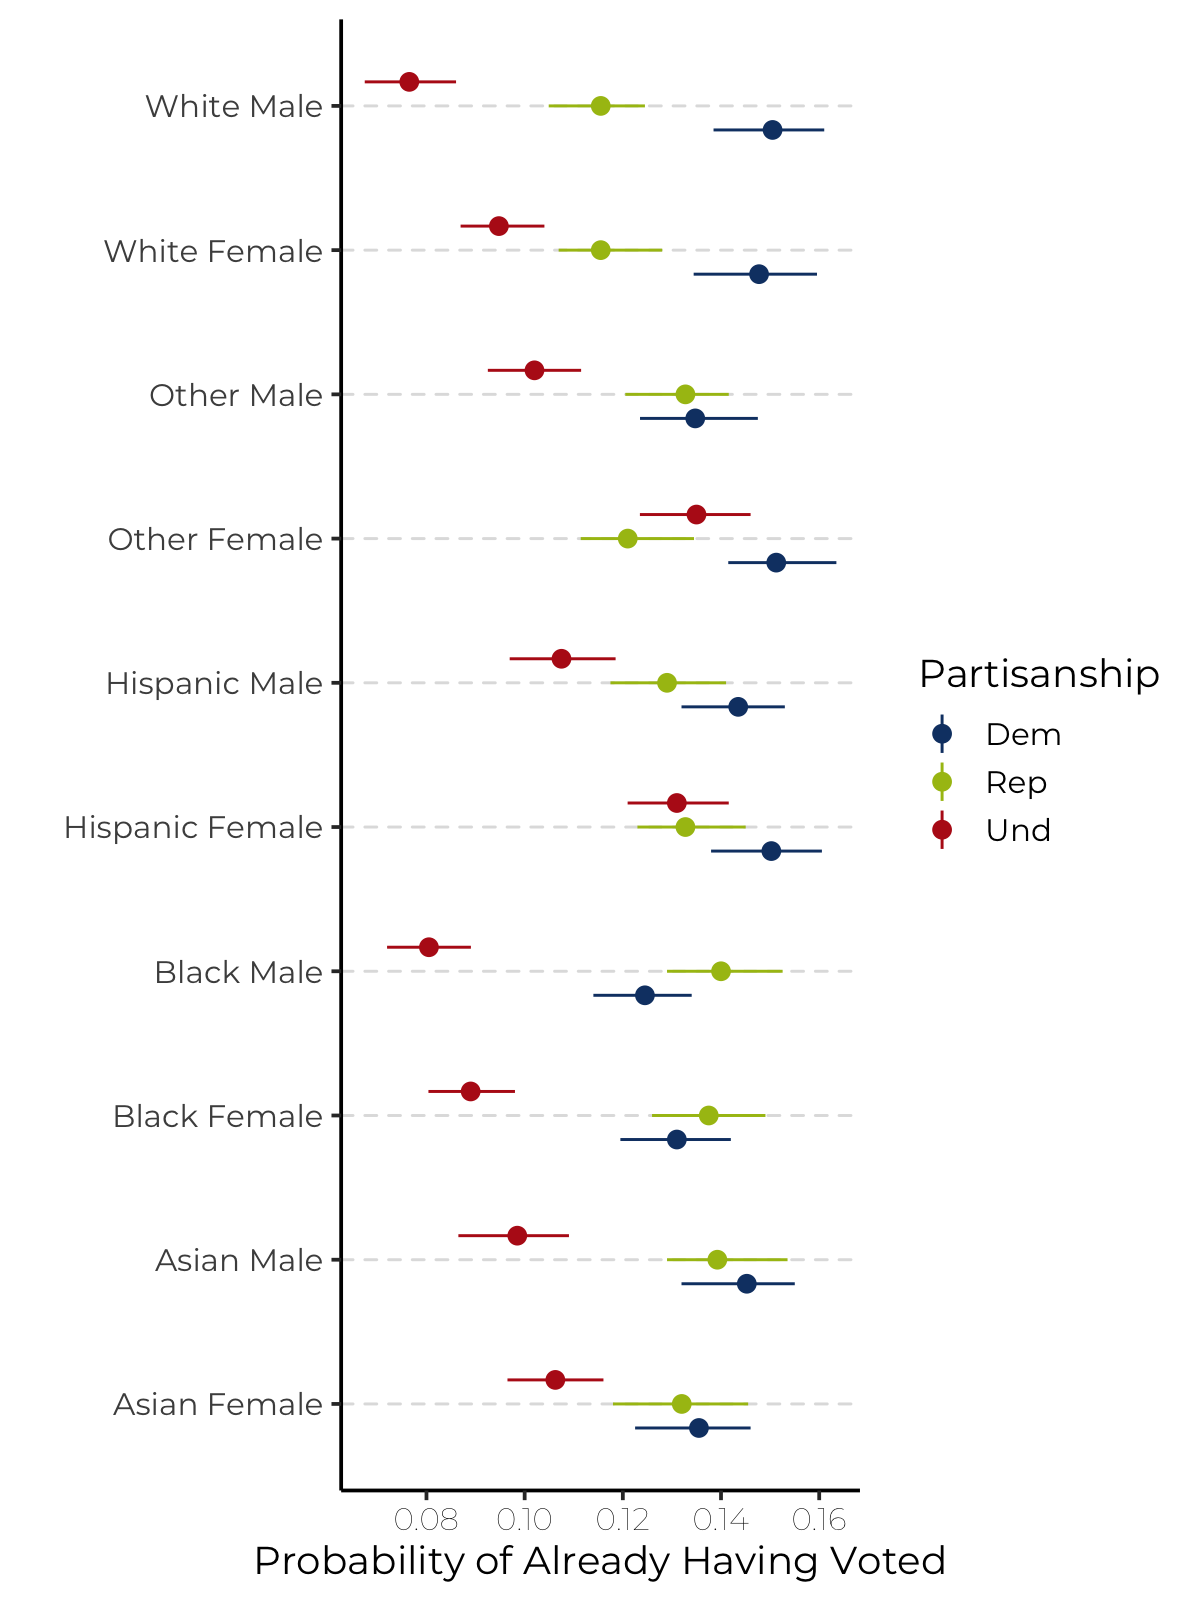 White Male
White Female
Other Male
Other Female
Hispanic Male
Hispanic Female
Black Male
Black Female
Asian Male
Asian Female
0.08 0.10 0.12 0.14 0.16
Probability of Already Having Voted
Partisanship
Dem
Rep
Und